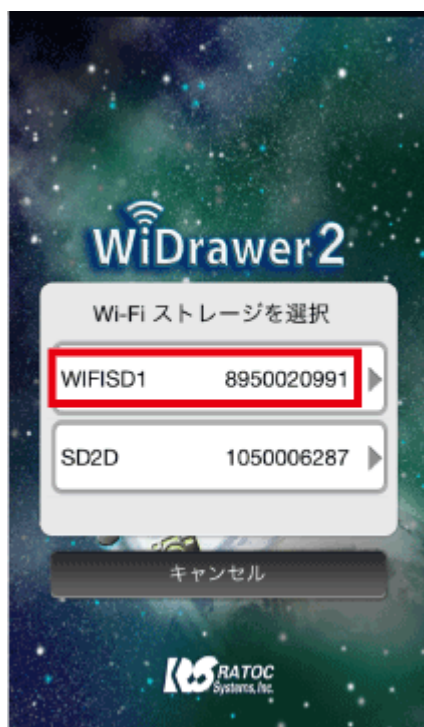 WiDrawer2
Wi-Fi ストレージを選択
WIFISD1 8950020991
SD2D 1050006287
キャンセル
RATOC
Systems, Inc.